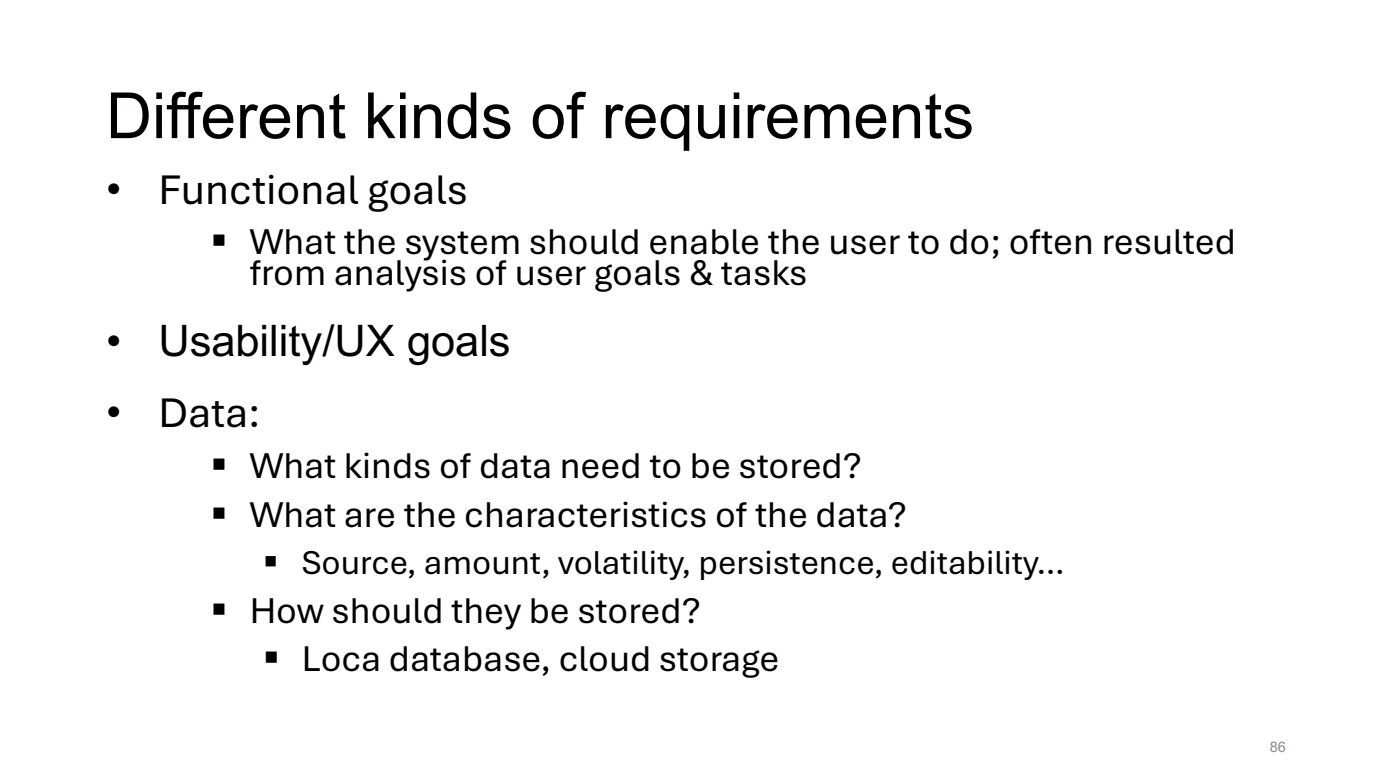 Different kinds of requirements
• Functional goals
▪ What the system should enable the user to do; often resulted
from analysis of user goals & tasks
• Usability/UX goals
• Data:
▪ What kinds of data need to be stored?
▪ What are the characteristics of the data?
▪ Source, amount, volatility, persistence, editability…
▪ How should they be stored?
▪ Loca database, cloud storage
86